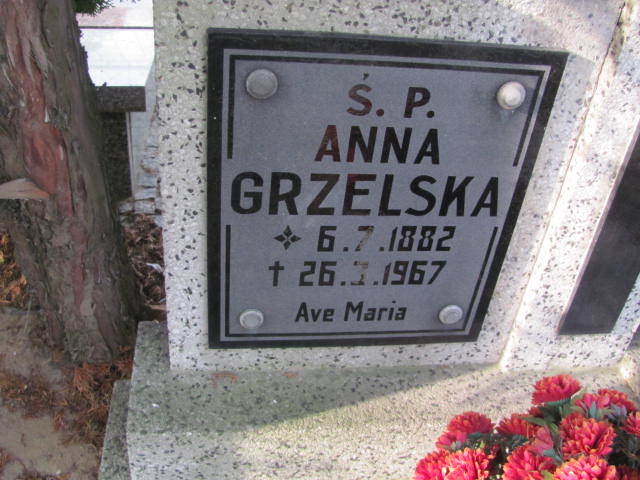 Ś. P.
ANNA
GRZELSKA
6.7.1882
† 26.3.1967
Ave Maria